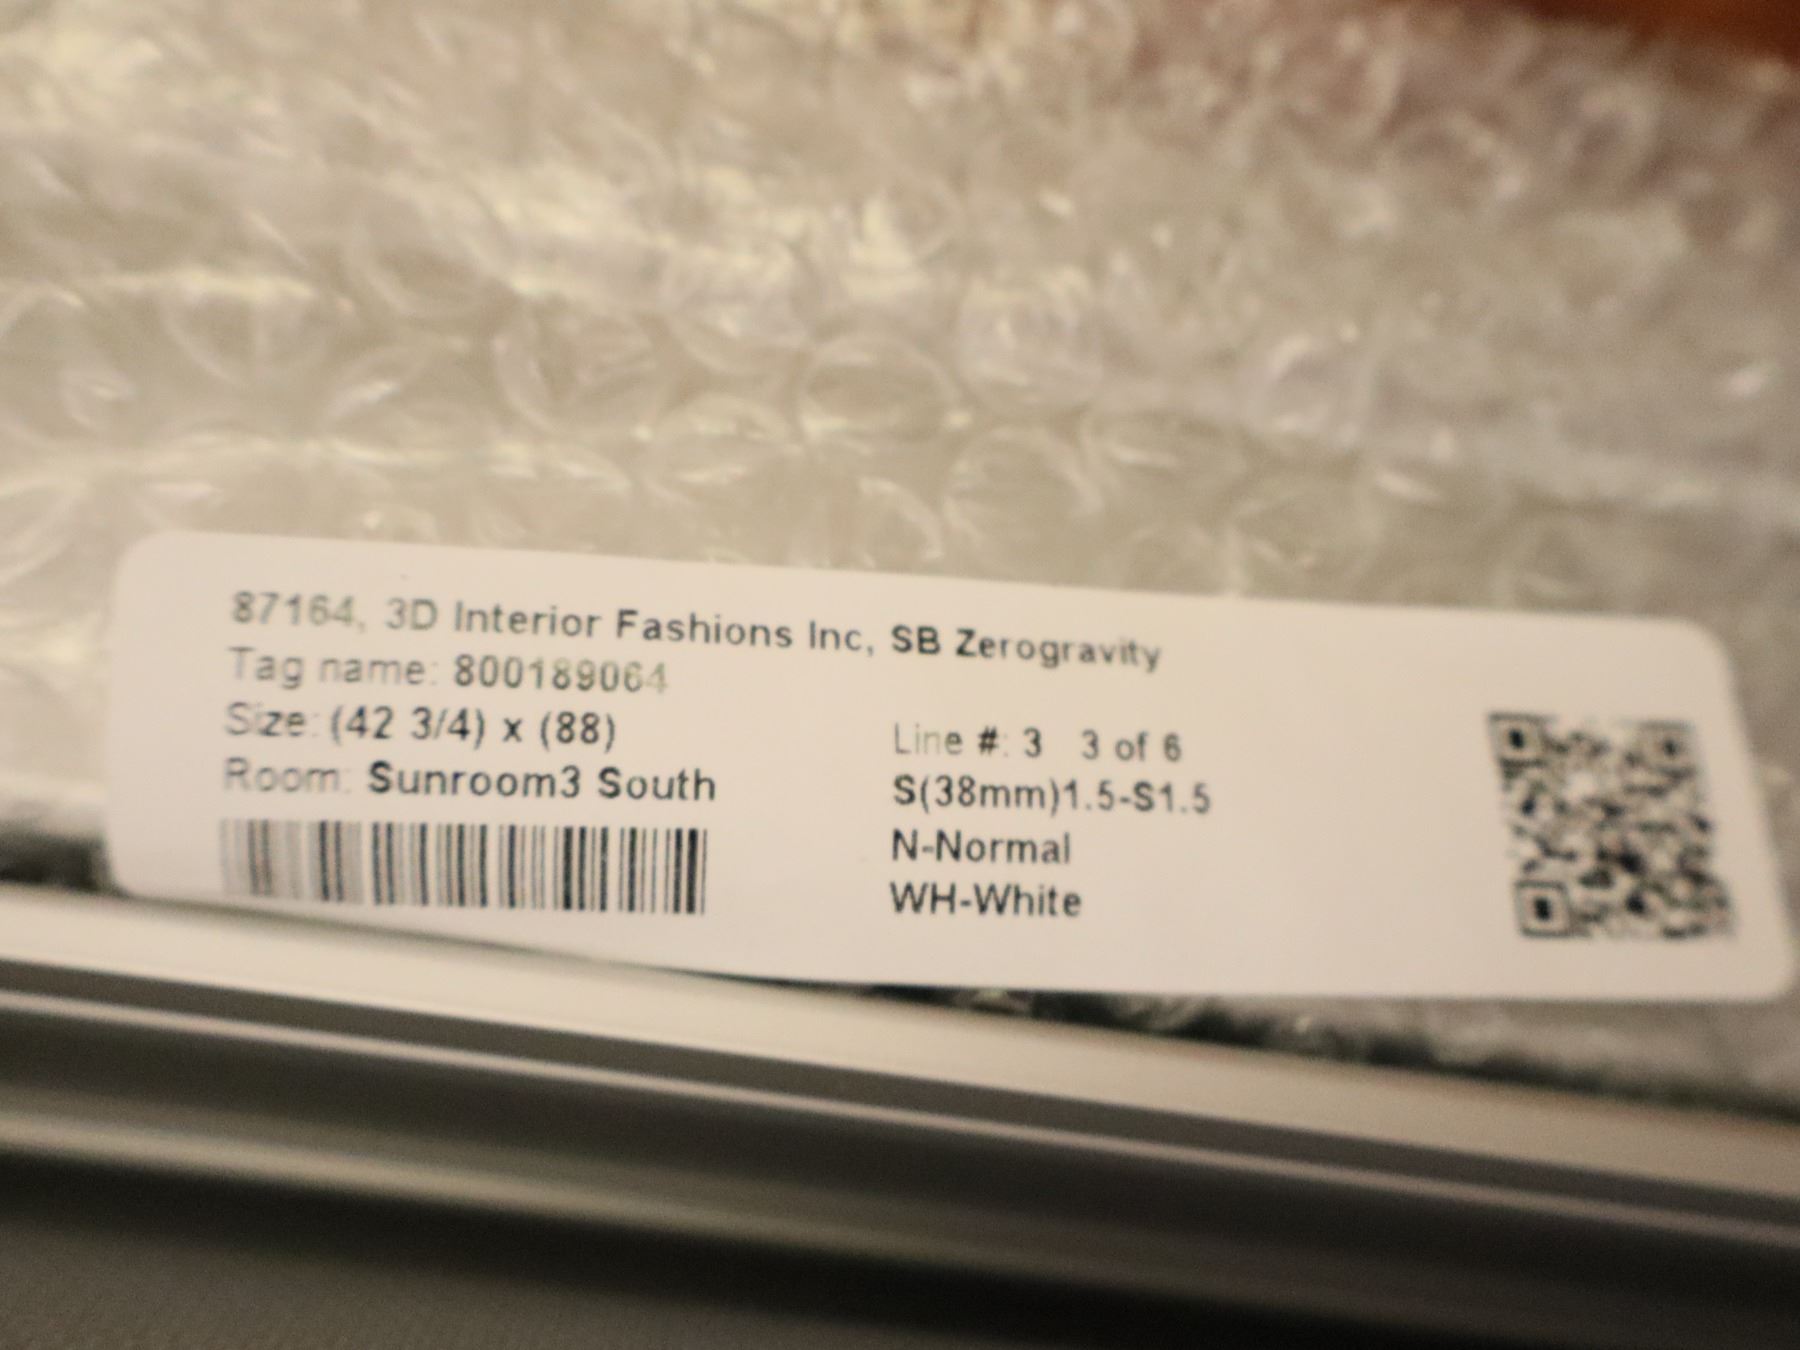 87164, 3D Interior Fashions Inc, SB Zerogravity
Tag name: 800189064
Size: (42 3/4) x (88)
Room: Sunroom3 South
Line #: 3 3 of 6
S(38mm)1.5-S1.5
N-Normal
WH-White